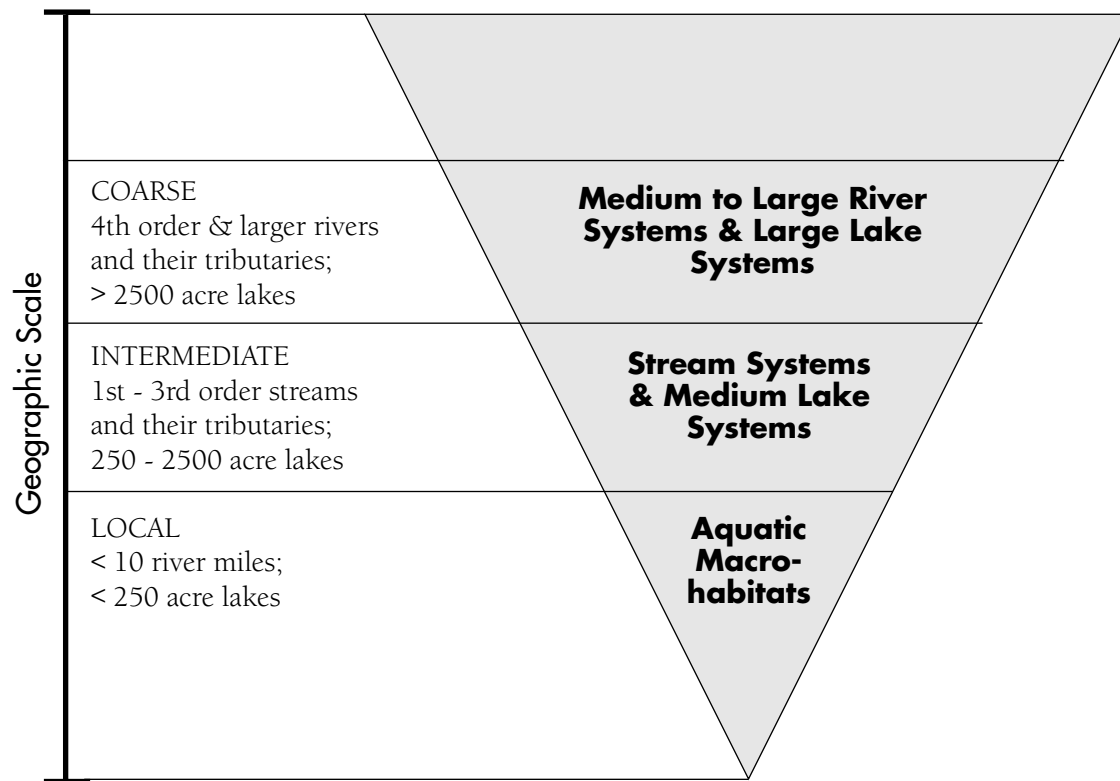 Geographic Scale
COARSE
4th order & larger rivers
and their tributaries;
> 2500 acre lakes
Medium to Large River
Systems & Large Lake
Systems
INTERMEDIATE
1st - 3rd order streams
and their tributaries;
250 - 2500 acre lakes
Stream Systems
& Medium Lake
Systems
LOCAL
< 10 river miles;
< 250 acre lakes
Aquatic
Macro-
habitats